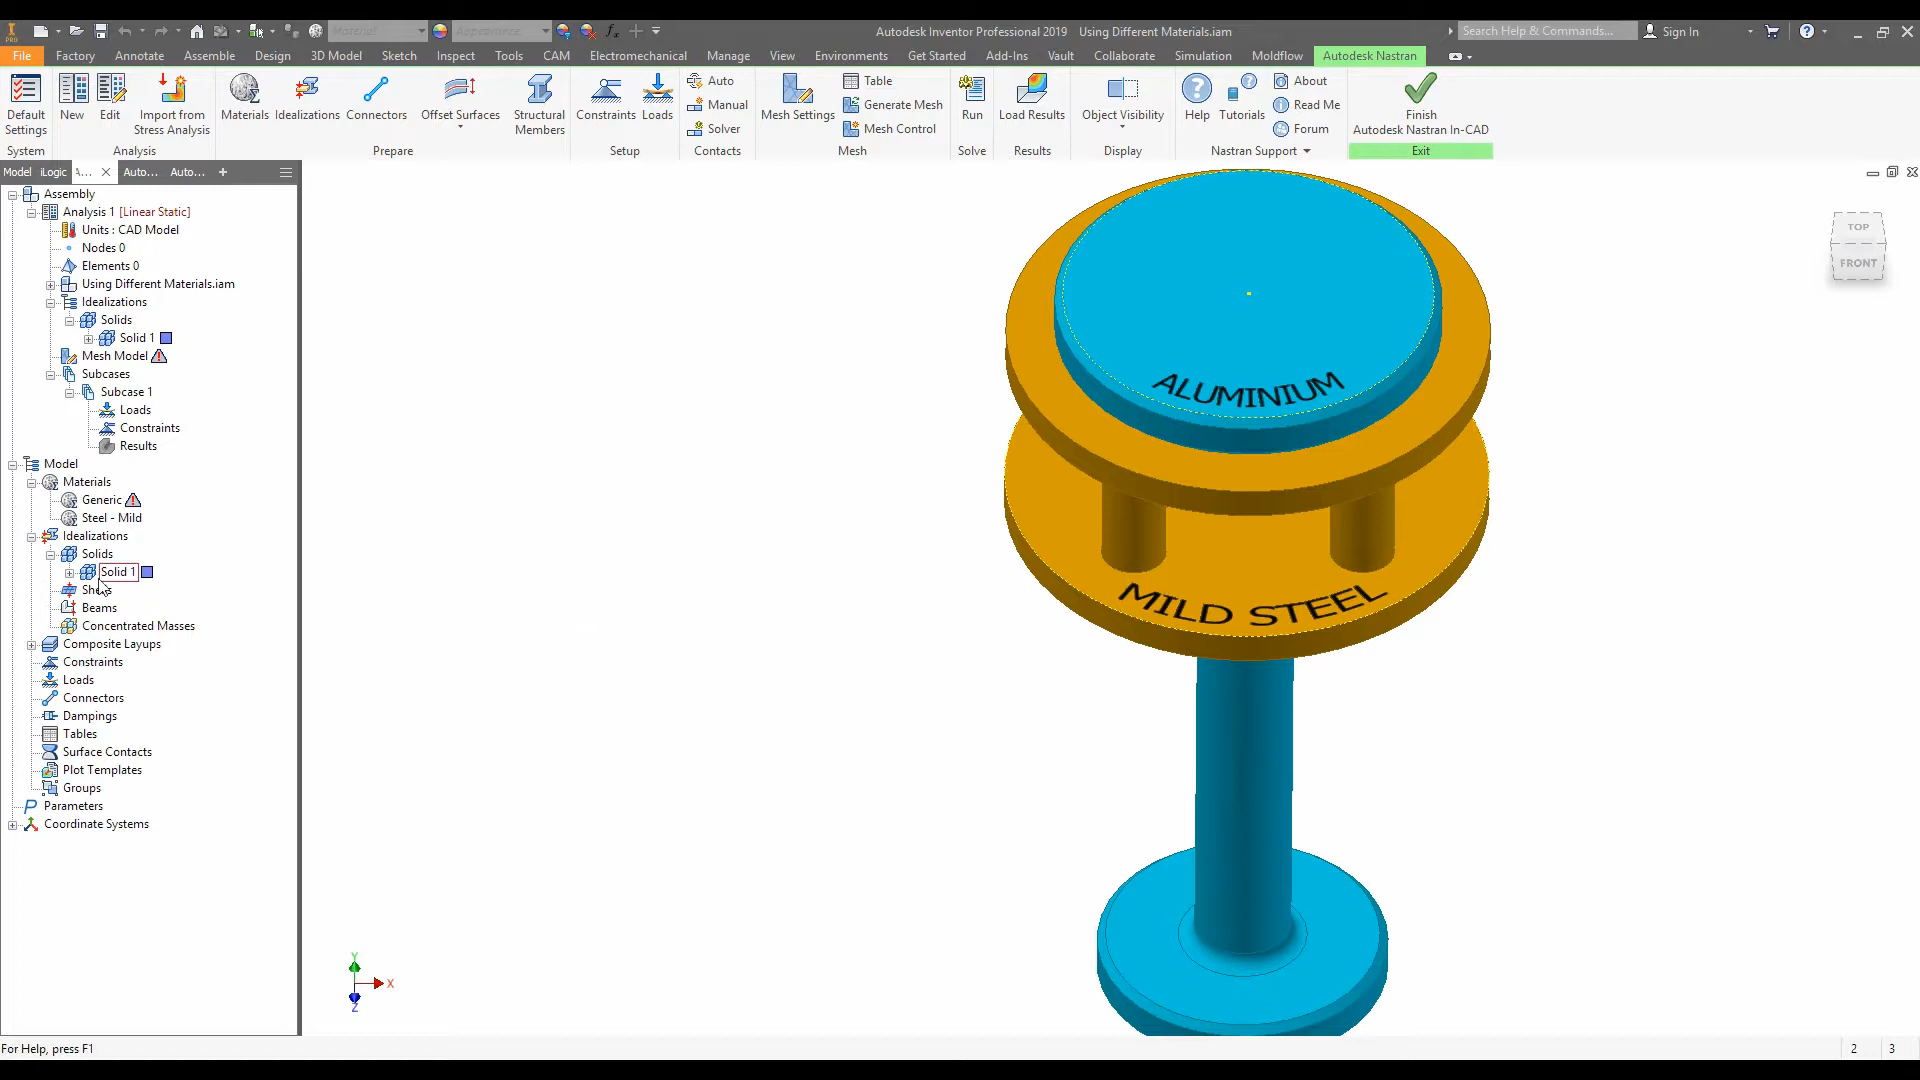 Material
Appearance
Autodesk Inventor Professional 2019 Using Different Materials.iam
Search Help & Commands...
Sign In
File Factory Annotate Assemble Design 3D Model Sketch Inspect Tools CAM Electromechanical Manage View Environments Get Started Add-Ins Vault Collaborate Simulation Moldflow Autodesk Nastran
Default Settings
New
Edit
Import from Stress Analysis
Materials
Idealizations
Connectors
Offset Surfaces
Structural Members
Constraints
Loads
Auto
Manual
Solver
Mesh Settings
Table
Generate Mesh
Mesh Control
Run
Load Results
Object Visibility
Help
Tutorials
About
Read Me
Forum
Finish Autodesk Nastran In-CAD
System Analysis Prepare Setup Contacts Mesh Solve Results Display Nastran Support Exit
Model iLogic A... Auto... Auto...
Assembly
Analysis 1 [Linear Static]
Units : CAD Model
Nodes 0
Elements 0
Using Different Materials.iam
Idealizations
Solids
Solid 1
Mesh Model
Subcases
Subcase 1
Loads
Constraints
Results
Model
Materials
Generic
Steel - Mild
Idealizations
Solids
Solid 1
Beams
Concentrated Masses
Composite Layups
Constraints
Loads
Connectors
Dampings
Tables
Surface Contacts
Plot Templates
Groups
Parameters
Coordinate Systems
TOP
FRONT
ALUMINIUM
MILD STEEL
Y
X
Z
For Help, press F1
2 3